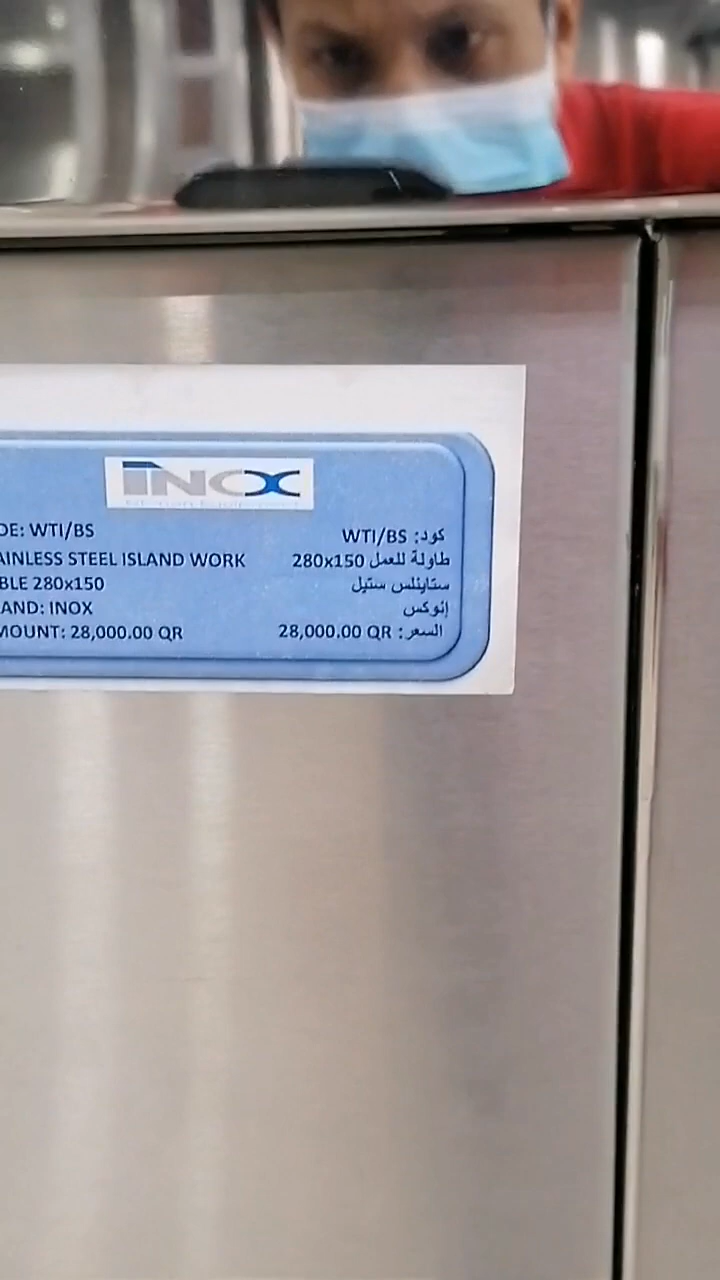 INOX
DE: WTI/BS
كود: WTI/BS
AINLESS STEEL ISLAND WORK
طاولة للعمل 280x150
BLE 280x150
ستاينلس ستيل
AND: INOX
إنوكس
MOUNT: 28,000.00 QR
السعر: 28,000.00 QR